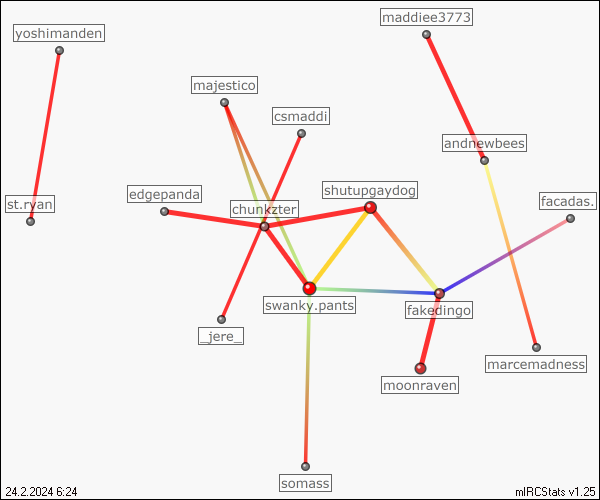 maddiee3773
yoshimanden
majestico
csmaddi
andnewbees
shutupgaydog
edgepanda
facadas.
st.ryan
chunkzter
swanky.pants
fakedingo
_jere_
marcemadness
moonraven
somass
24.2.2024 6:24
mIRCStats v1.25